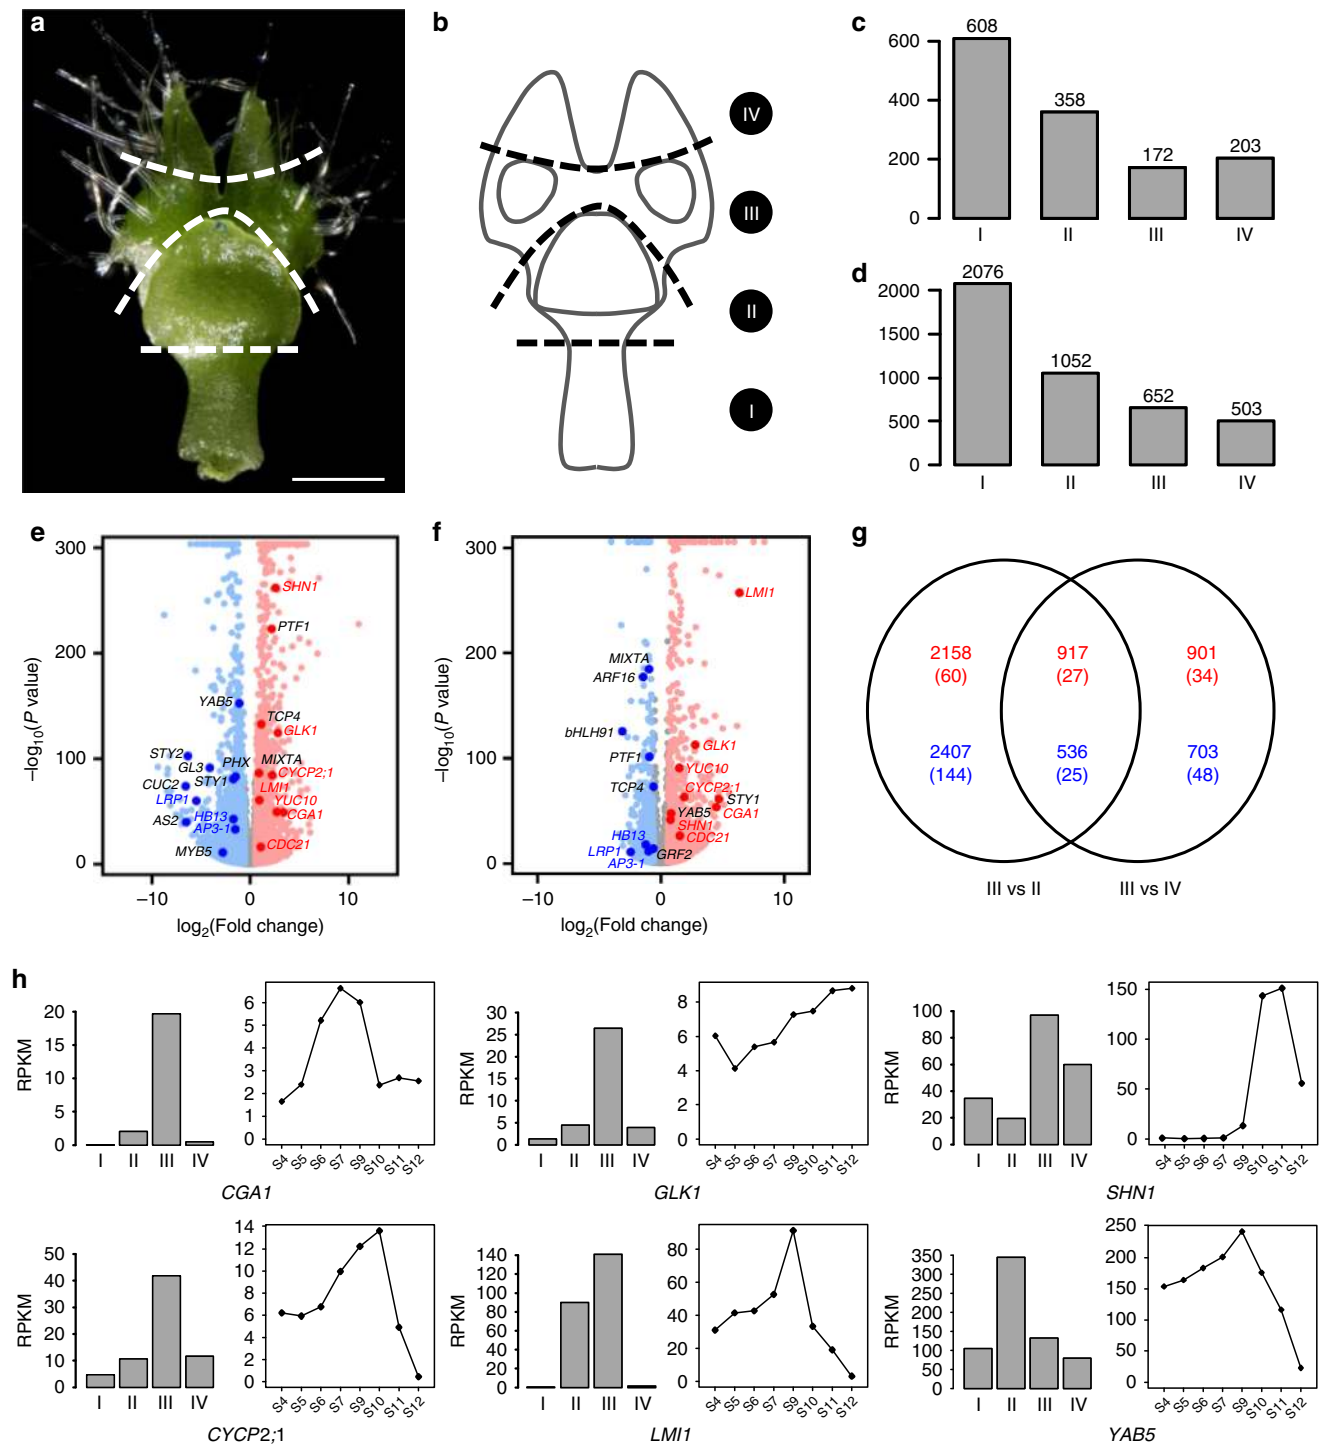 a
b
IV
III
II
I
c
600
400
200
0
608
358
172
203
I II III IV
d
2000
1500
1000
500
0
2076
1052
652
503
I II III IV
e
–log10(P value)
300
200
100
0
SHN1
PTF1
YAB5
TCP4
GLK1
STY2
GL3
PHX
MIXTA
CUC2
STY1
CYCP2;1
LMI1
LRP1
YUC10
AS2
HB13
CGA1
AP3-1
CDC21
MYB5
–10 0 10
log2(Fold change)
f
–log10(P value)
300
200
100
0
LMI1
MIXTA
ARF16
bHLH91
GLK1
PTF1
YUC10
TCP4
CYCP2;1
STY1
YAB5
CGA1
SHN1
HB13
CDC21
LRP1
GRF2
AP3-1
–10 0 10
log2(Fold change)
g
2158
(60)
917
(27)
901
(34)
2407
(144)
536
(25)
703
(48)
III vs II
III vs IV
h
RPKM
20
15
10
5
0
I II III IV
6
5
4
3
2
1
0
S4 S5 S6 S7 S9 S10 S11 S12
CGA1
RPKM
30
25
20
15
10
5
0
I II III IV
8
6
4
2
0
S4 S5 S6 S7 S9 S10 S11 S12
GLK1
RPKM
100
80
60
40
20
0
I II III IV
150
100
50
0
S4 S5 S6 S7 S9 S10 S11 S12
SHN1
RPKM
50
40
30
20
10
0
I II III IV
14
12
10
8
6
4
2
0
S4 S5 S6 S7 S9 S10 S11 S12
CYCP2;1
RPKM
140
120
100
80
60
40
20
0
I II III IV
80
60
40
20
0
S4 S5 S6 S7 S9 S10 S11 S12
LMI1
RPKM
350
300
250
200
150
100
50
0
I II III IV
250
200
150
100
50
0
S4 S5 S6 S7 S9 S10 S11 S12
YAB5